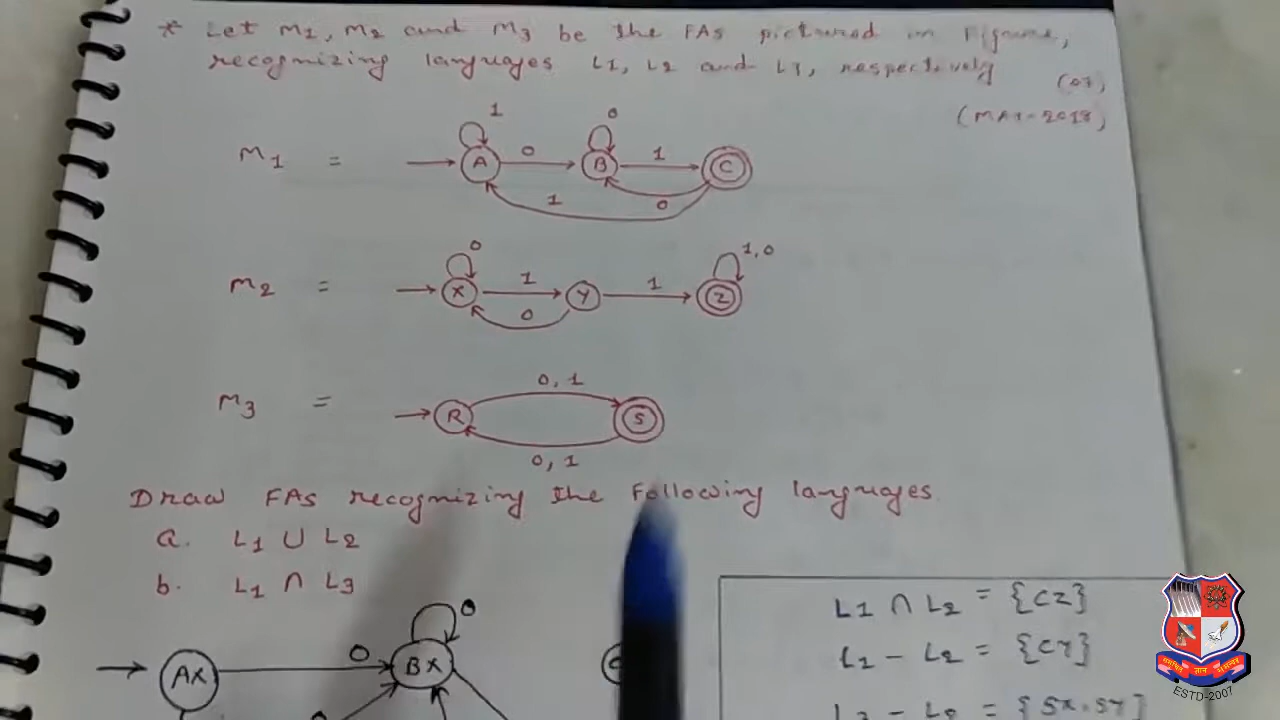 * Let M1, M2 and M3 be the FAs pictured in Figure,
recognizing languages L1, L2 and L3, respectively
(07)
(MAY-2018)
M1 =
1
A
0
0
B
1
C
0
1
M2 =
0
X
1
Y
0
1
1,0
Z
M3 =
0,1
R
S
0,1
Draw FAs recognizing the Following languages
a. L1 U L2
b. L1 ∩ L3
AX
0
BX
0
L1 ∩ L2 = {CZ}
L1 - L2 = {CY}
ESTD-2007